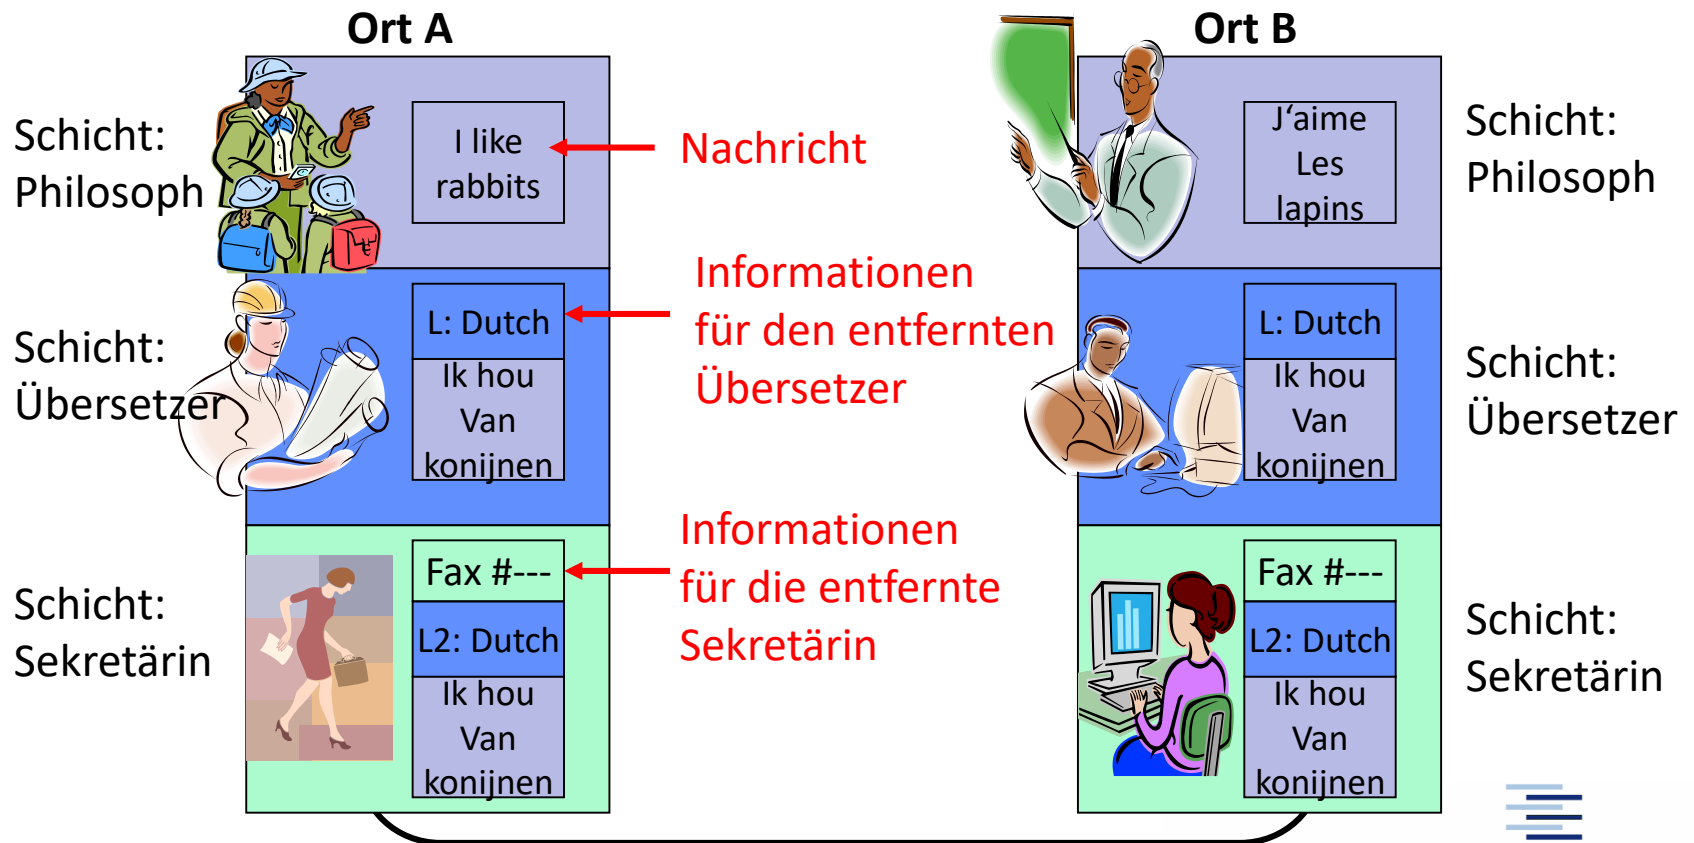 Ort A
Ort B
Schicht:
Philosoph
I like
rabbits
Nachricht
J‘aime
Les
lapins
Schicht:
Philosoph
Schicht:
Übersetzer
L: Dutch
Ik hou
Van
konijnen
Informationen
für den entfernten
Übersetzer
L: Dutch
Ik hou
Van
konijnen
Schicht:
Übersetzer
Schicht:
Sekretärin
Fax #---
L2: Dutch
Ik hou
Van
konijnen
Informationen
für die entfernte
Sekretärin
Fax #---
L2: Dutch
Ik hou
Van
konijnen
Schicht:
Sekretärin